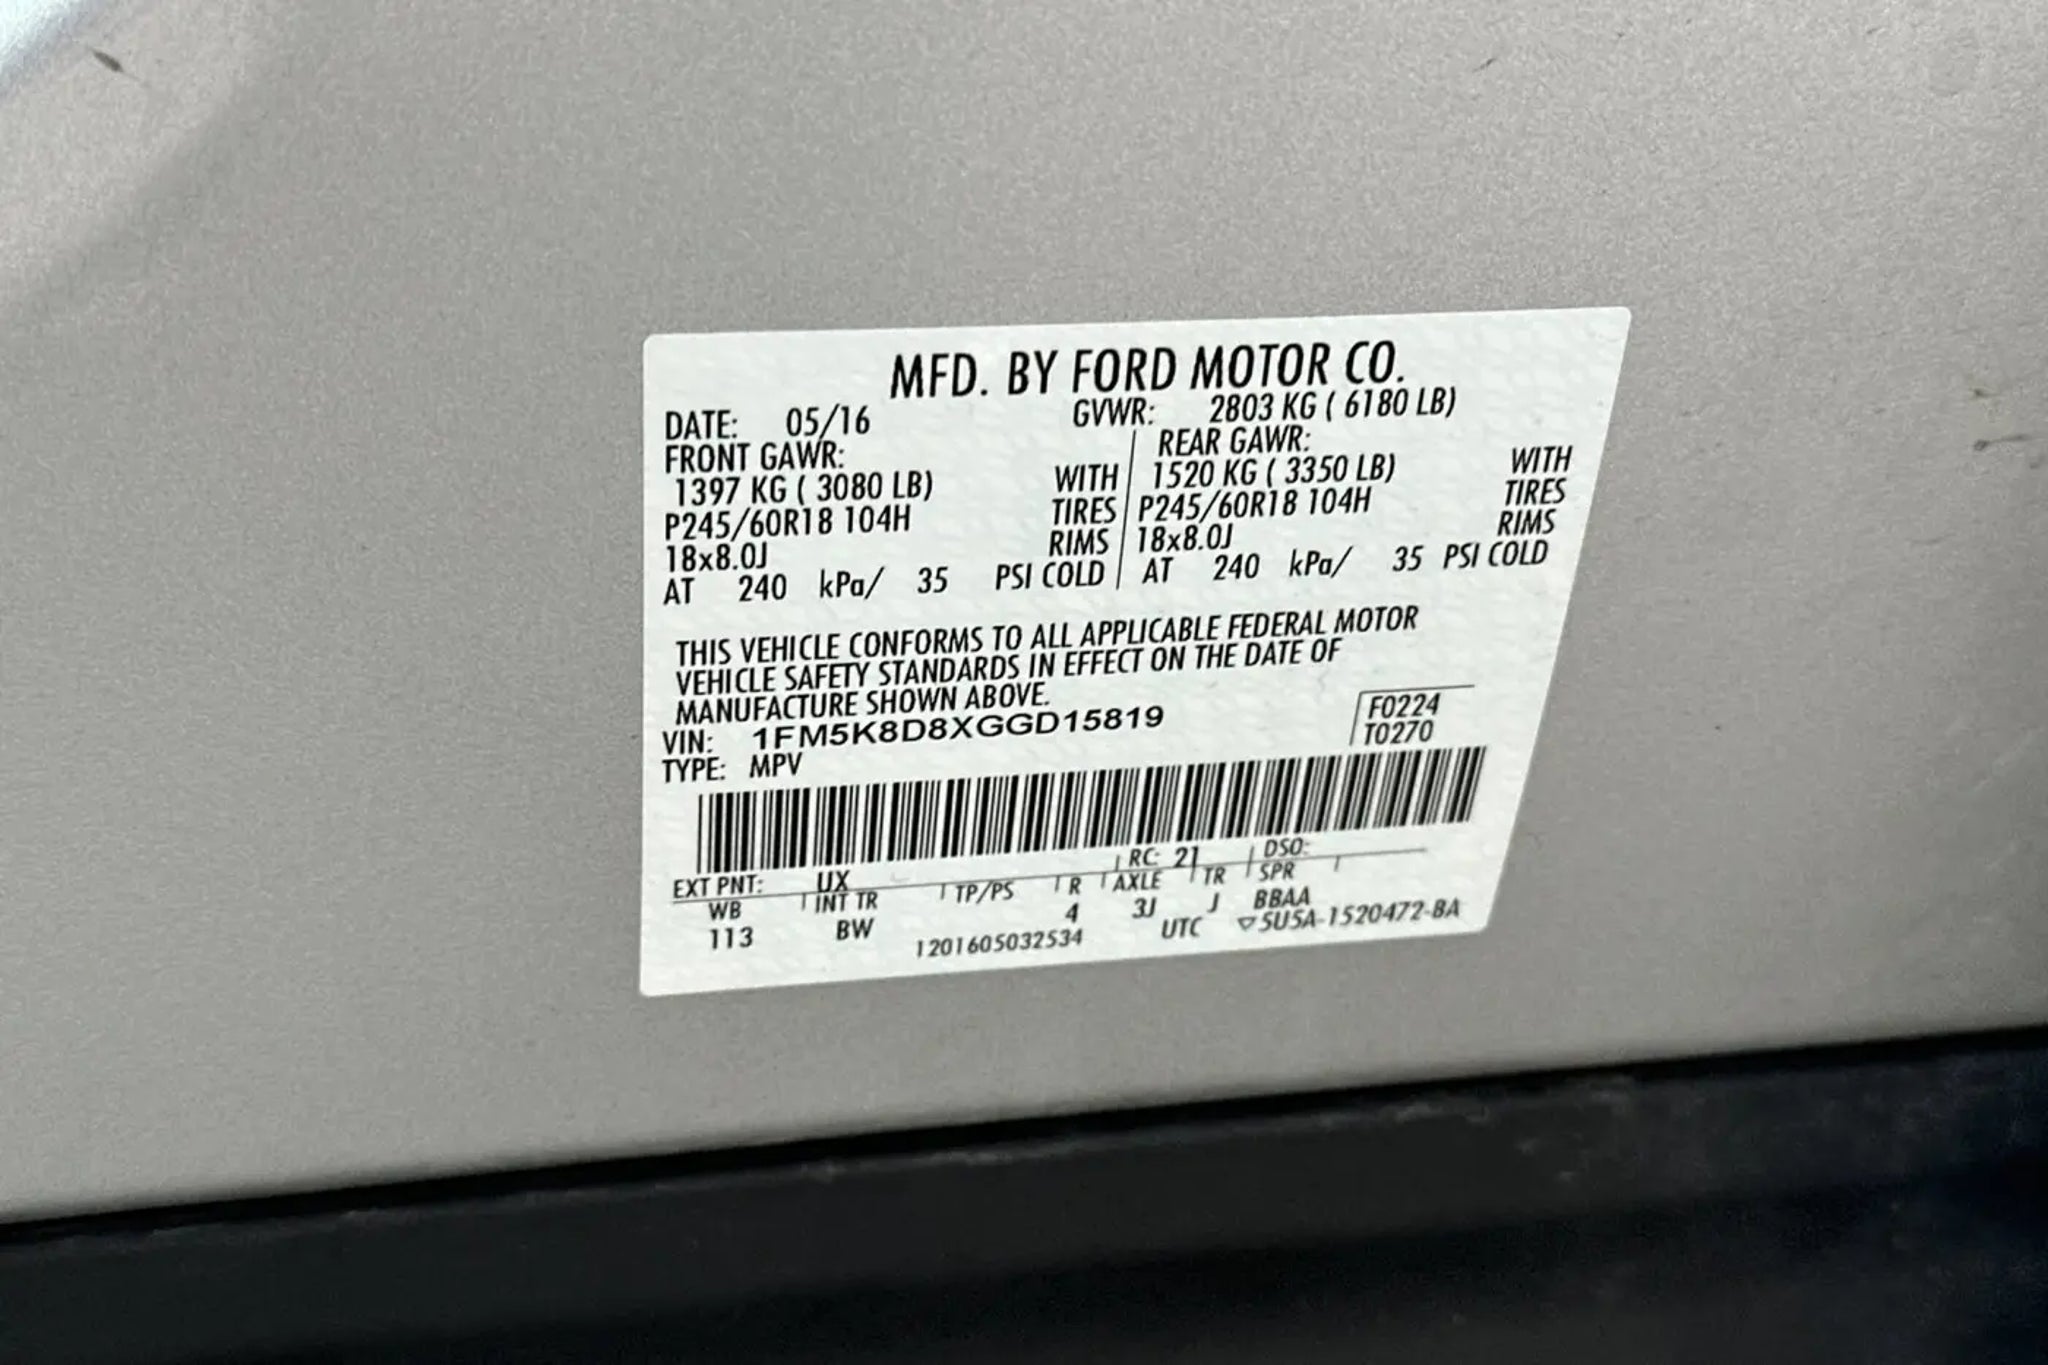 MFD. BY FORD MOTOR CO.
DATE: 05/16 GVWR: 2803 KG ( 6180 LB)
FRONT GAWR: REAR GAWR:
1397 KG ( 3080 LB) WITH 1520 KG ( 3350 LB) WITH
P245/60R18 104H TIRES P245/60R18 104H TIRES
18x8.0J RIMS 18x8.0J RIMS
AT 240 kPa/ 35 PSI COLD AT 240 kPa/ 35 PSI COLD
THIS VEHICLE CONFORMS TO ALL APPLICABLE FEDERAL MOTOR
VEHICLE SAFETY STANDARDS IN EFFECT ON THE DATE OF
MANUFACTURE SHOWN ABOVE.
VIN: 1FM5K8D8XGGD15819 F0224
TYPE: MPV T0270
EXT PNT: UX RC: 21 DSO:
WB INT TR TP/PS R AXLE TR SPR
113 BW 4 3J J BBAA
1201605032534 UTC ▽5U5A-1520472-BA